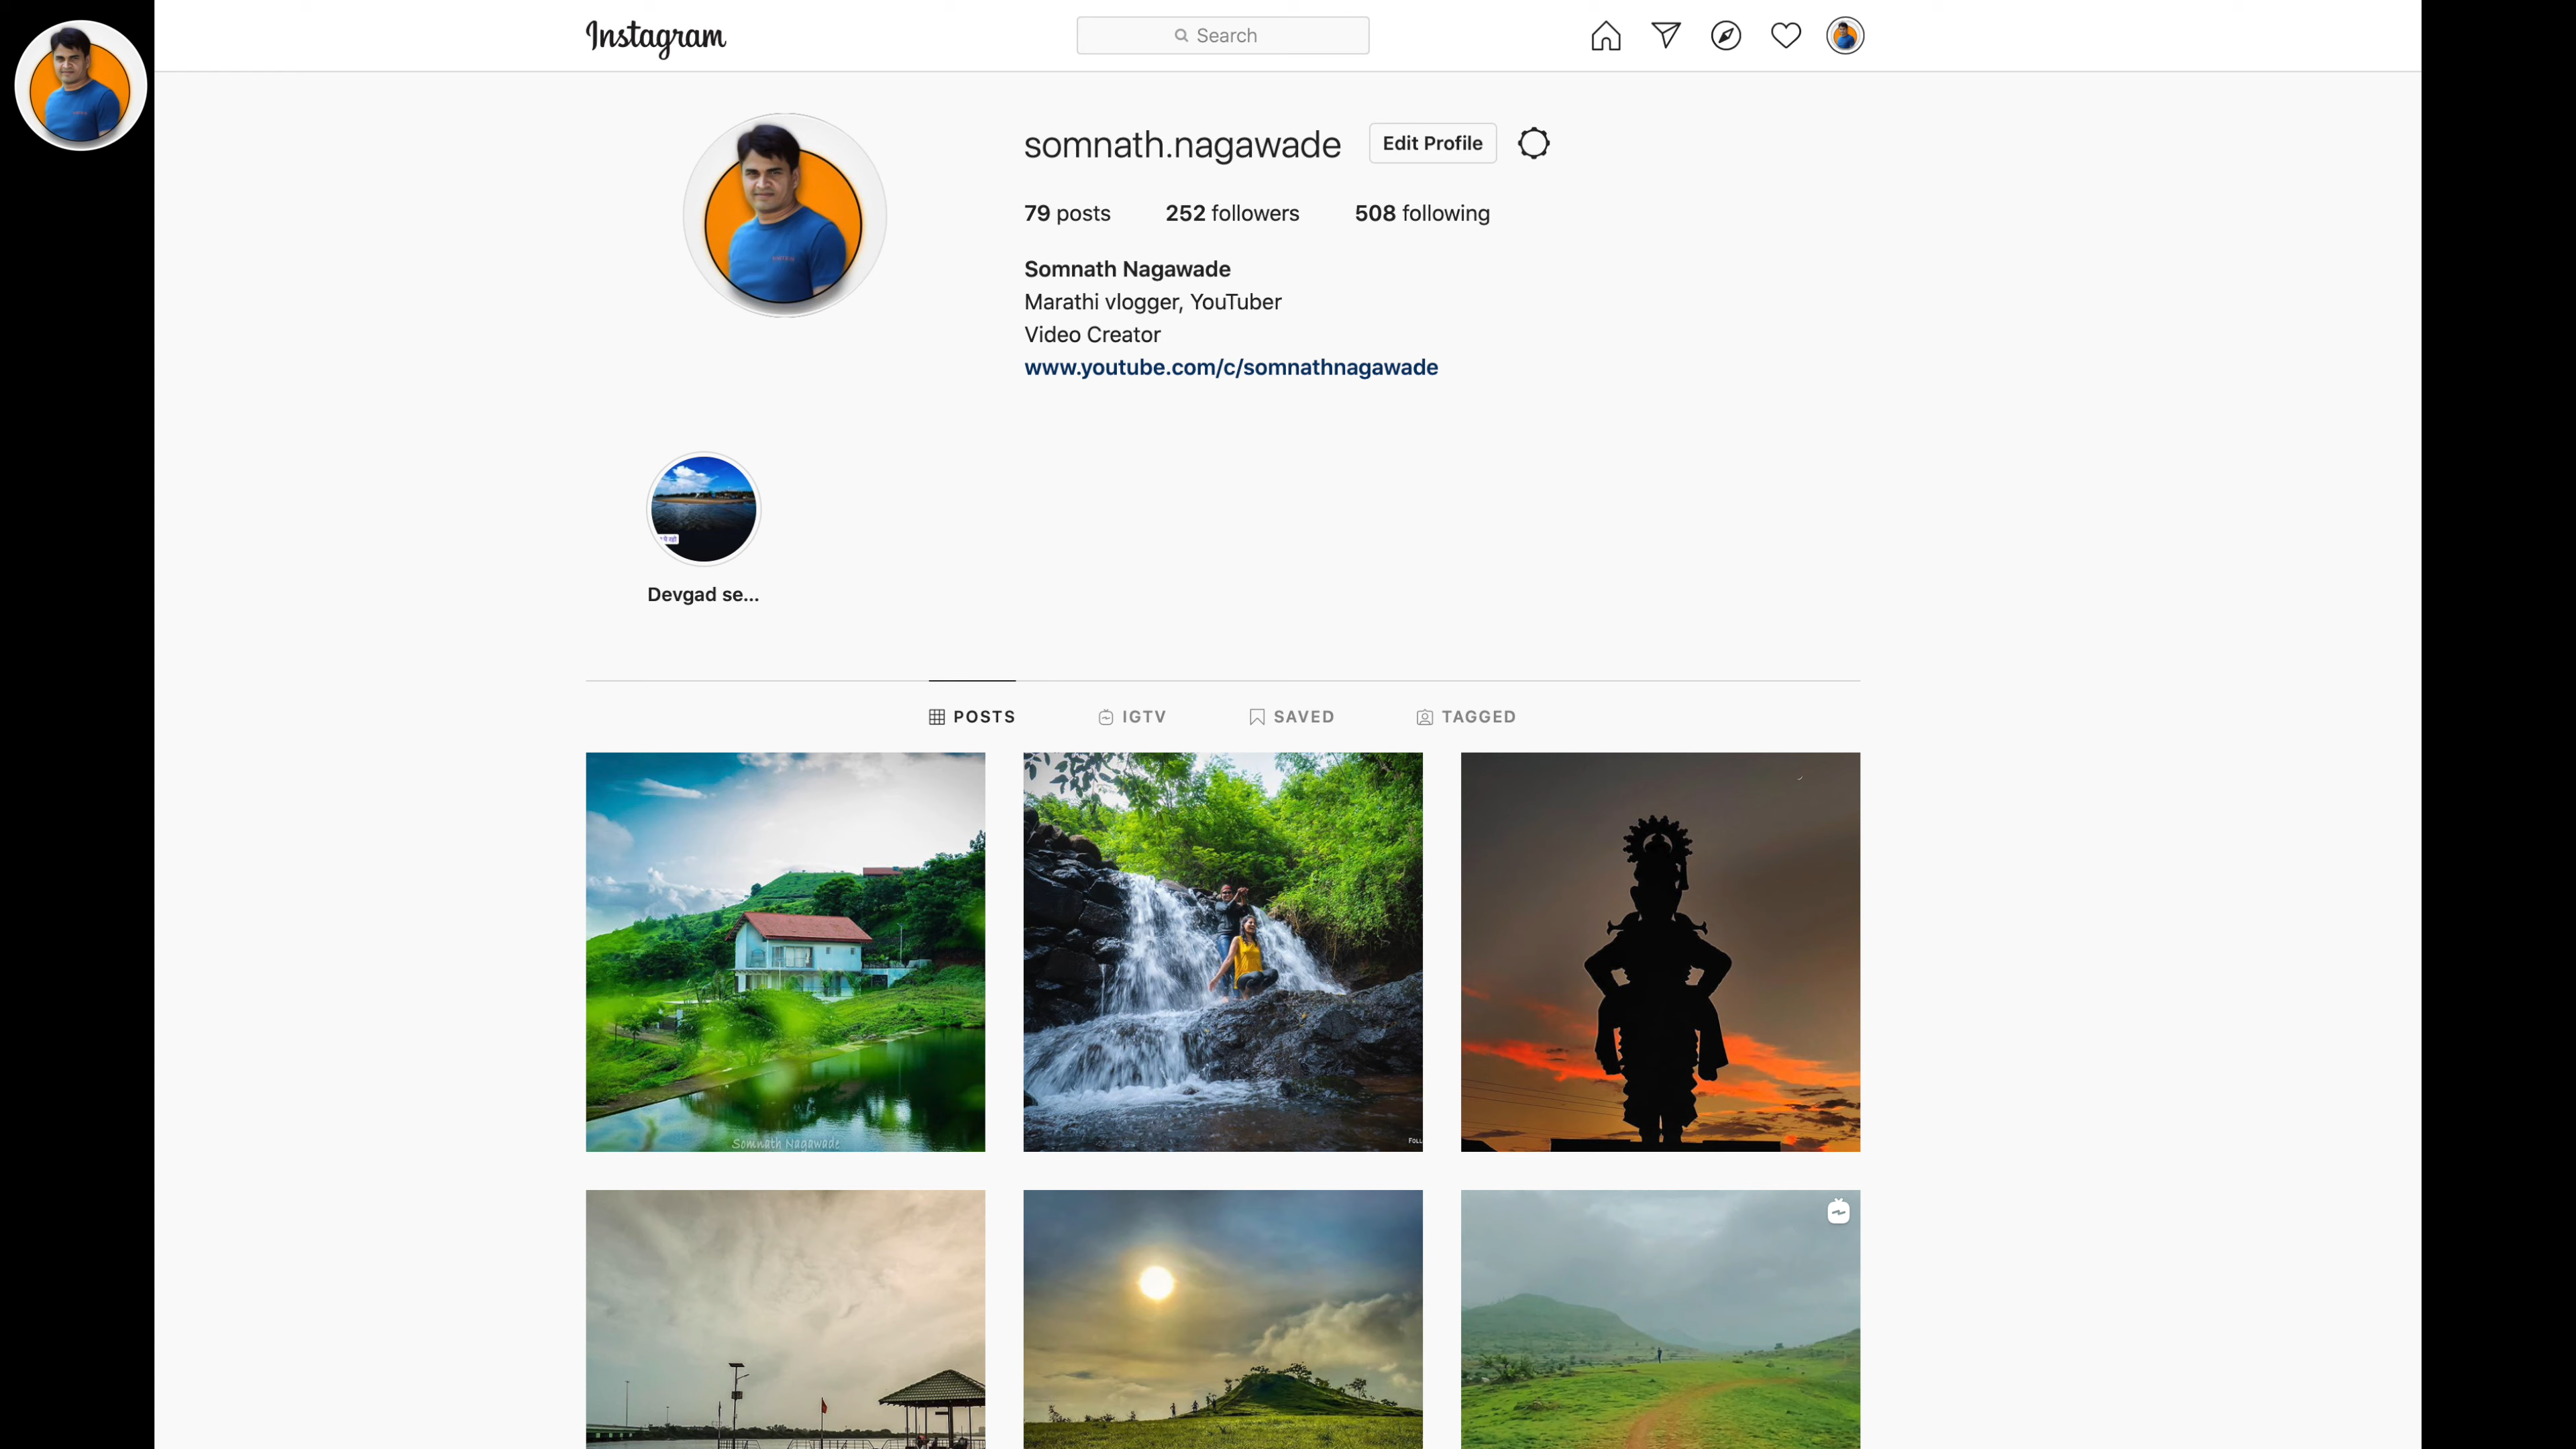 Instagram
Search
somnath.nagawade
Edit Profile
79 posts
252 followers
508 following
Somnath Nagawade
Marathi vlogger, YouTuber
Video Creator
www.youtube.com/c/somnathnagawade
Devgad se...
POSTS
IGTV
SAVED
TAGGED
Somnath Nagawade